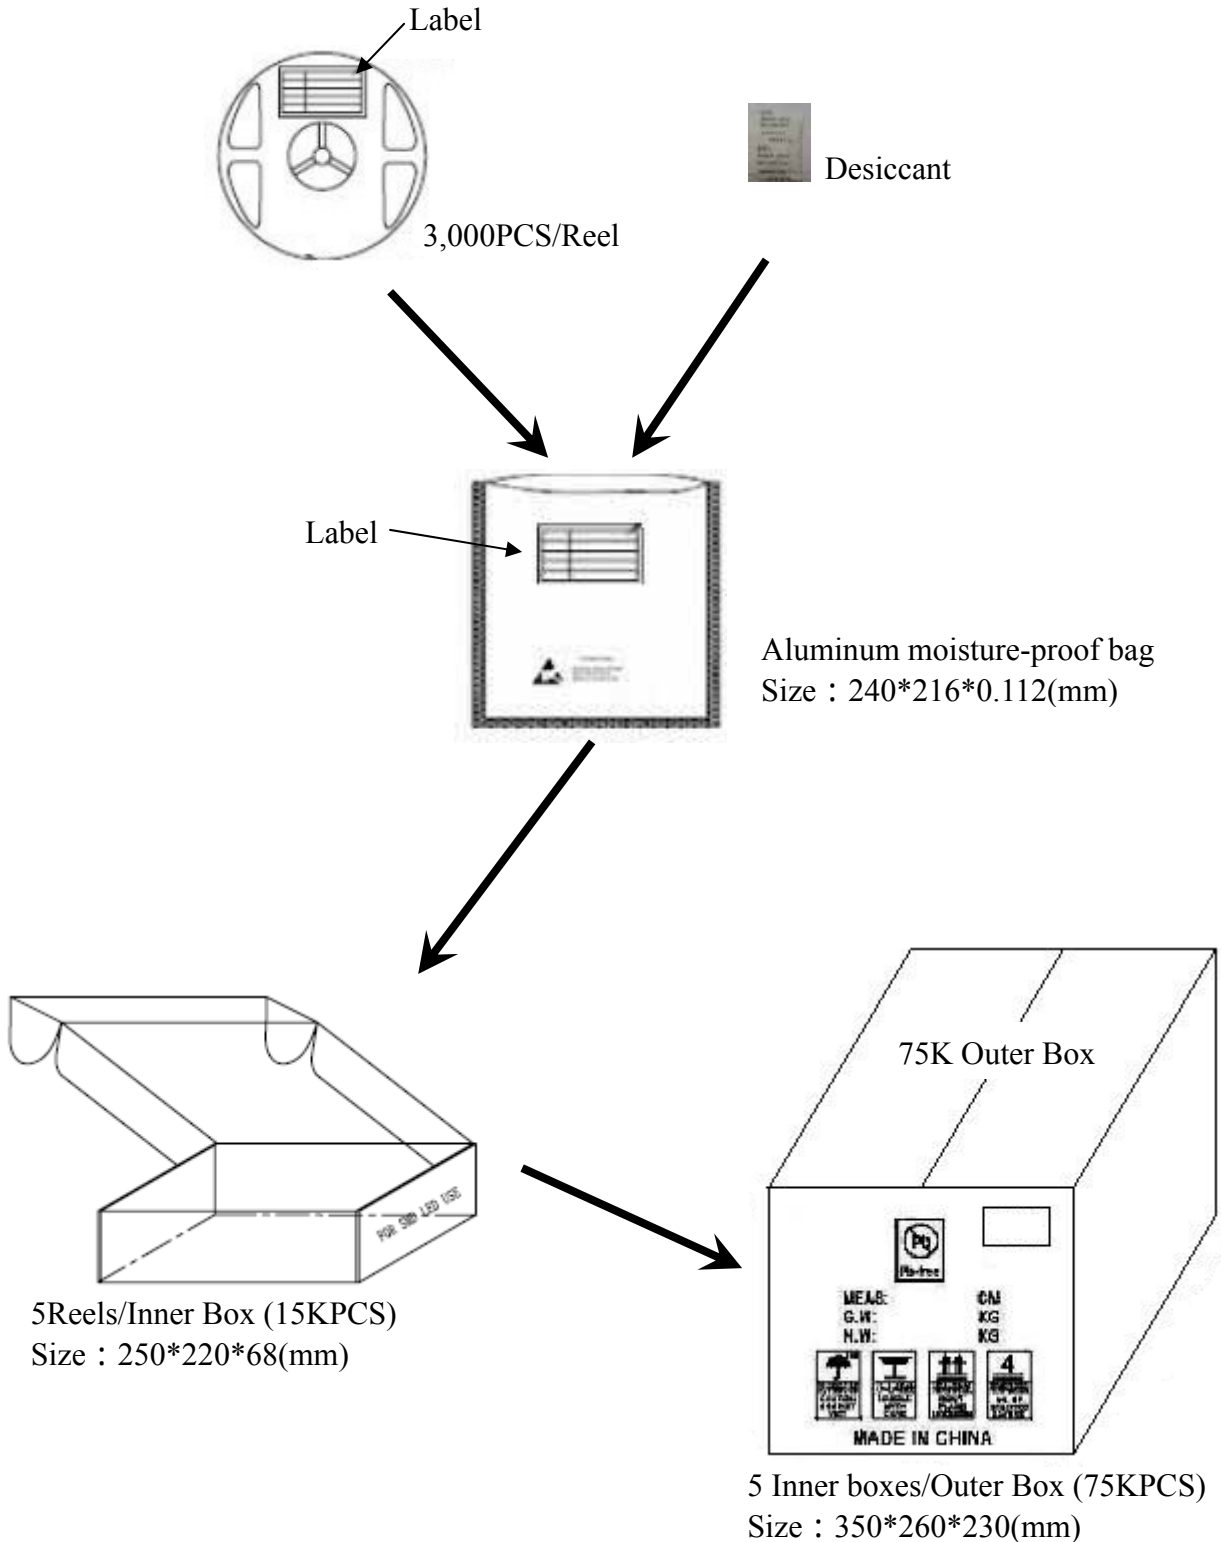 Label
Desiccant
3,000PCS/Reel
Label
Aluminum moisture-proof bag
Size：240*216*0.112(mm)
75K Outer Box
FOR SMD LED USE
5Reels/Inner Box (15KPCS)
Size：250*220*68(mm)
Pb
Pb-free
MEAS: CM
G.W: KG
N.W: KG
4
MADE IN CHINA
5 Inner boxes/Outer Box (75KPCS)
Size：350*260*230(mm)